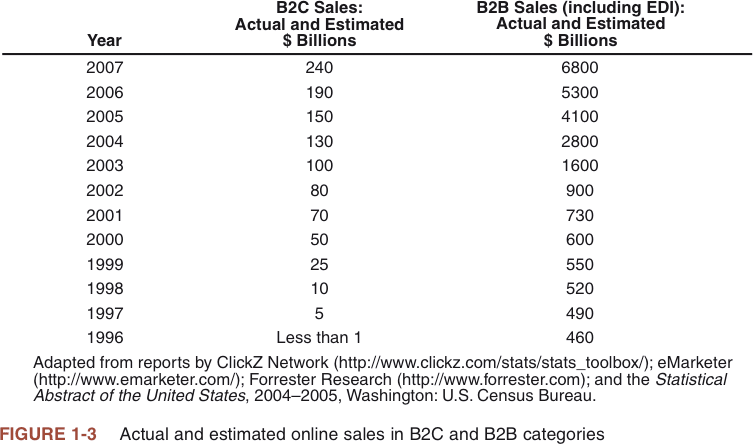 Year B2C Sales: Actual and Estimated $ Billions B2B Sales (including EDI): Actual and Estimated $ Billions
2007 240 6800
2006 190 5300
2005 150 4100
2004 130 2800
2003 100 1600
2002 80 900
2001 70 730
2000 50 600
1999 25 550
1998 10 520
1997 5 490
1996 Less than 1 460
Adapted from reports by ClickZ Network (http://www.clickz.com/stats/stats_toolbox/); eMarketer
(http://www.emarketer.com/); Forrester Research (http://www.forrester.com); and the Statistical
Abstract of the United States, 2004–2005, Washington: U.S. Census Bureau.
FIGURE 1-3 Actual and estimated online sales in B2C and B2B categories